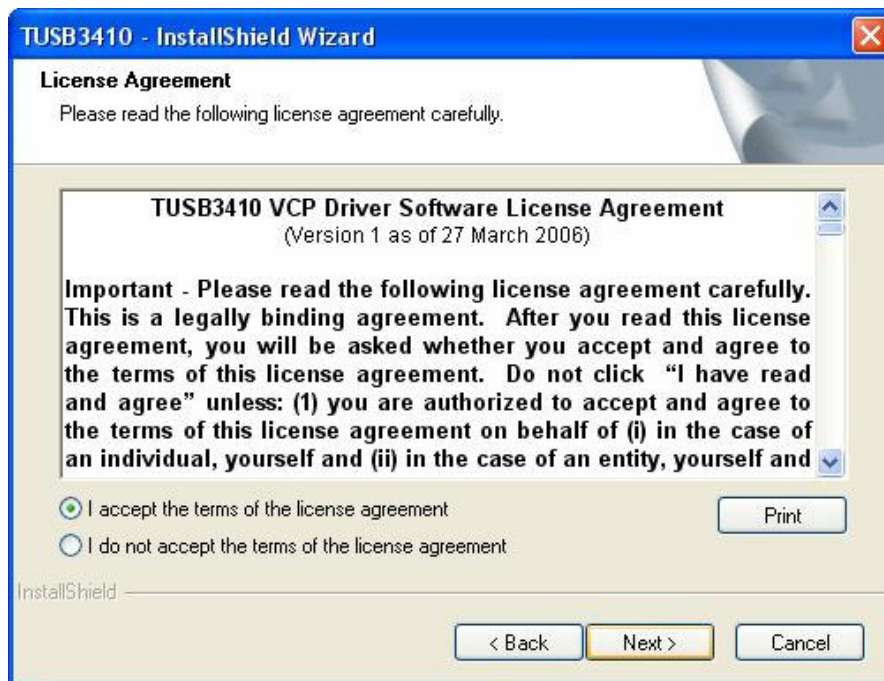 TUSB3410 - InstallShield Wizard
License Agreement
Please read the following license agreement carefully.
TUSB3410 VCP Driver Software License Agreement
(Version 1 as of 27 March 2006)
Important - Please read the following license agreement carefully.
This is a legally binding agreement. After you read this license
agreement, you will be asked whether you accept and agree to
the terms of this license agreement. Do not click “I have read
and agree” unless: (1) you are authorized to accept and agree to
the terms of this license agreement on behalf of (i) in the case of
an individual, yourself and (ii) in the case of an entity, yourself and
I accept the terms of the license agreement
Print
I do not accept the terms of the license agreement
InstallShield
< Back Next > Cancel